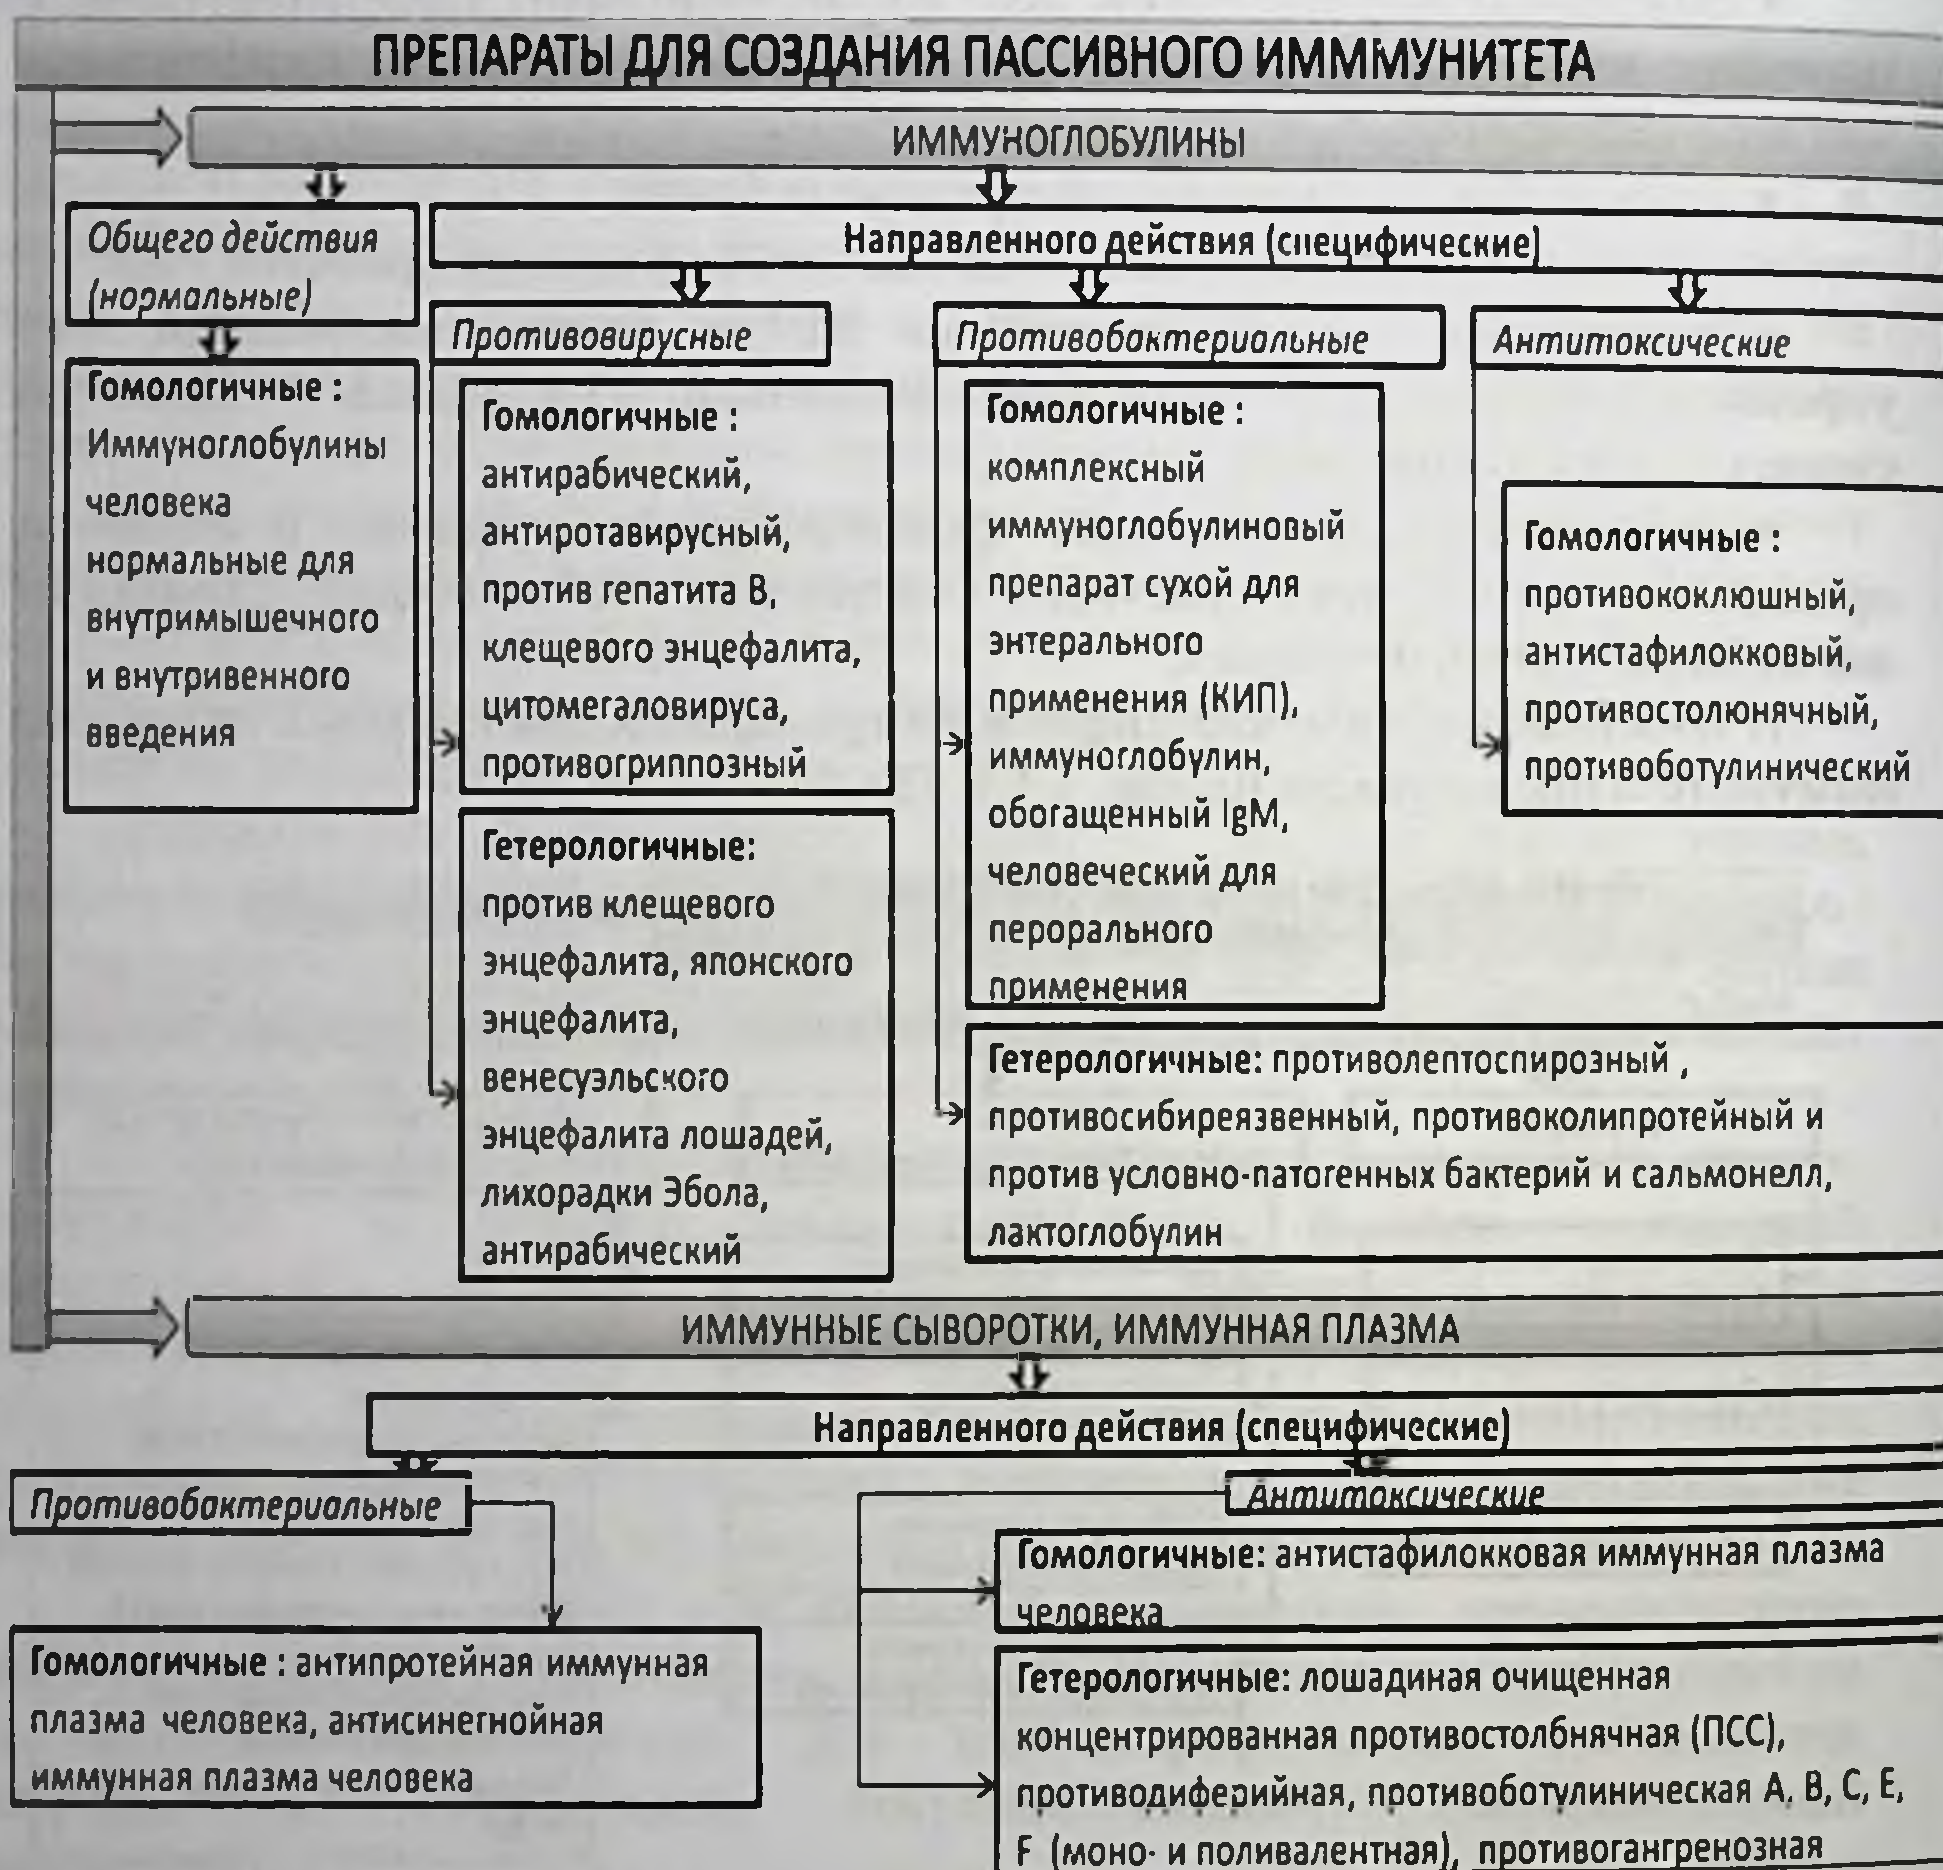 ПРЕПАРАТЫ ДЛЯ СОЗДАНИЯ ПАССИВНОГО ИМММУНИТЕТА
ИММУНОГЛОБУЛИНЫ
Общего действия
(нормальные)
Гомологичные :
Иммуноглобулины
человека
нормальные для
внутримышечного
и внутривенного
введения
Направленного действия (специфические)
Противовирусные
Гомологичные :
антирабический,
антиротавирусный,
против гепатита В,
клещевого энцефалита,
цитомегаловируса,
противогриппозный
Гетерологичные:
против клещевого
энцефалита, японского
энцефалита,
венесуэльского
энцефалита лошадей,
лихорадки Эбола,
антирабический
Противобактериальные
Гомологичные :
комплексный
иммуноглобулиновый
препарат сухой для
энтерального
применения (КИП),
иммуноглобулин,
обогащенный IgM,
человеческий для
перорального
применения
Гетерологичные: противолептоспирозный ,
противосибиреязвенный, противоколипротейный и
против условно-патогенных бактерий и сальмонелл,
лактоглобулин
Антитоксические
Гомологичные :
противококлюшный,
антистафилокковый,
противостолюнячный,
противоботулинический
ИММУННЫЕ СЫВОРОТКИ, ИММУННАЯ ПЛАЗМА
Направленного действия (специфические)
Противобактериальные
Гомологичные : антипротейная иммунная
плазма человека, антисинегнойная
иммунная плазма человека
Антитоксические
Гомологичные: антистафилокковая иммунная плазма
человека
Гетерологичные: лошадиная очищенная
концентрированная противостолбнячная (ПСС),
противодиферийная, противоботулиническая А, В, С, Е,
F (моно- и поливалентная), противогангренозная